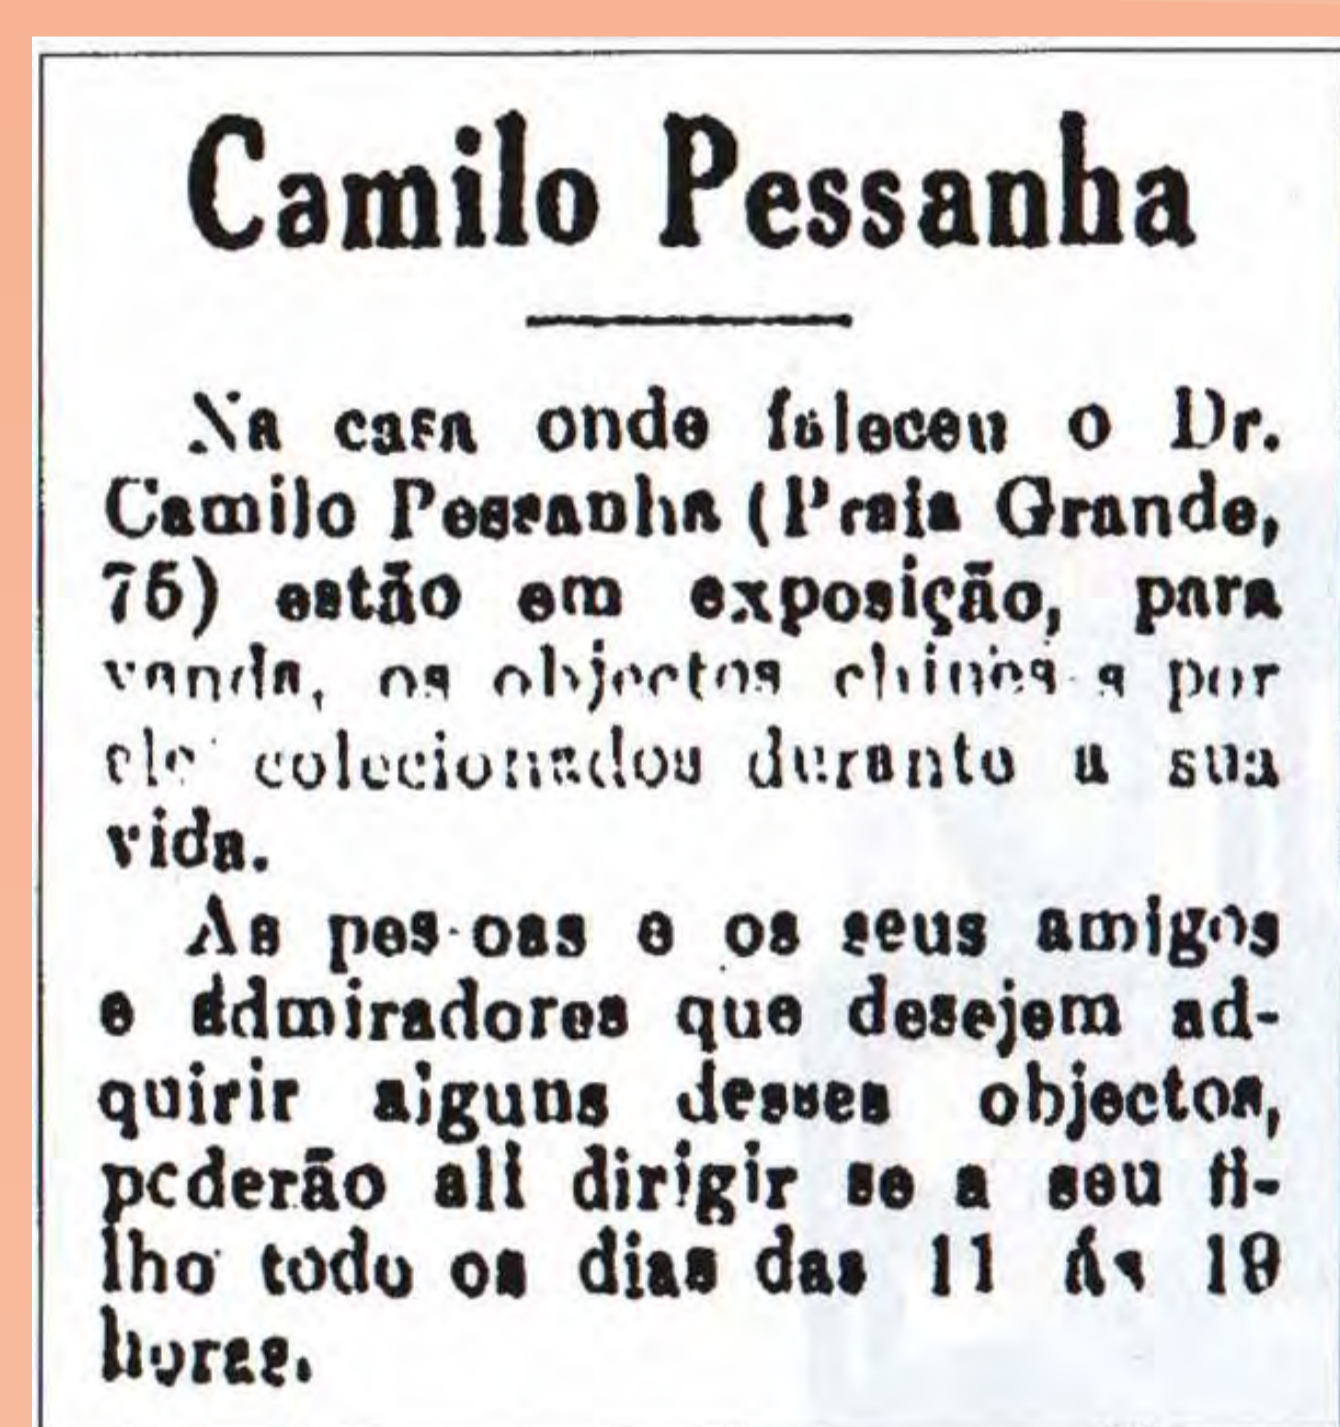 Camilo Pessanha
Na casa onde faleceu o Dr.
Camilo Pessanha (Praia Grande,
75) estão em exposição, para
venda, os objectos chineses por
ele colecionados durante a sua
vida.
As pessoas e os seus amigos
e admiradores que desejem ad-
quirir alguns desses objectos,
poderão ali dirigir se a seu fi-
lho todo os dias das 11 ás 19
horas.